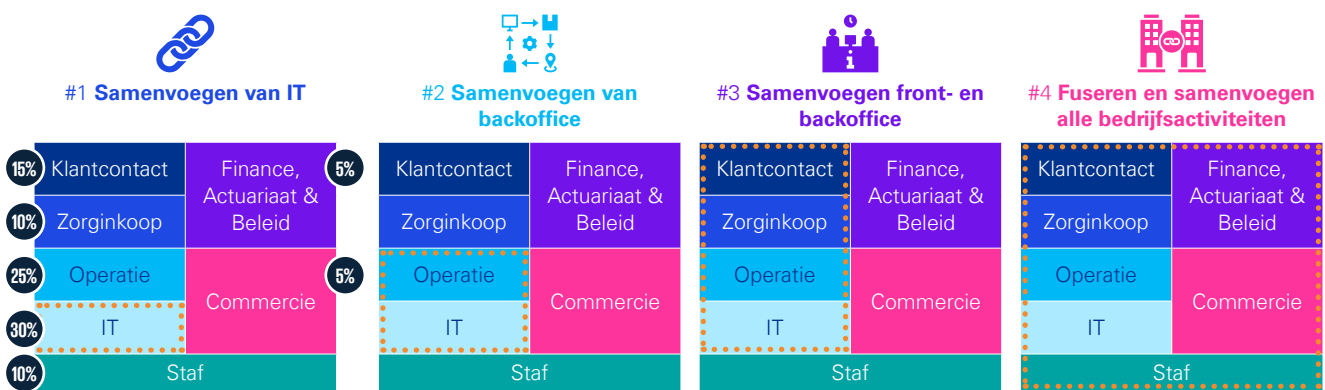 #1 Samenvoegen van IT
15%
Klantcontact
Finance,
Actuariaat &
Beleid
5%
10%
Zorginkoop
25%
Operatie
Commercie
5%
30%
IT
10%
Staf
#2 Samenvoegen van
backoffice
Klantcontact
Finance,
Actuariaat &
Beleid
Zorginkoop
Operatie
Commercie
IT
Staf
#3 Samenvoegen front- en
backoffice
Klantcontact
Finance,
Actuariaat &
Beleid
Zorginkoop
Operatie
Commercie
IT
Staf
#4 Fuseren en samenvoegen
alle bedrijfsactiviteiten
Klantcontact
Finance,
Actuariaat &
Beleid
Zorginkoop
Operatie
Commercie
IT
Staf